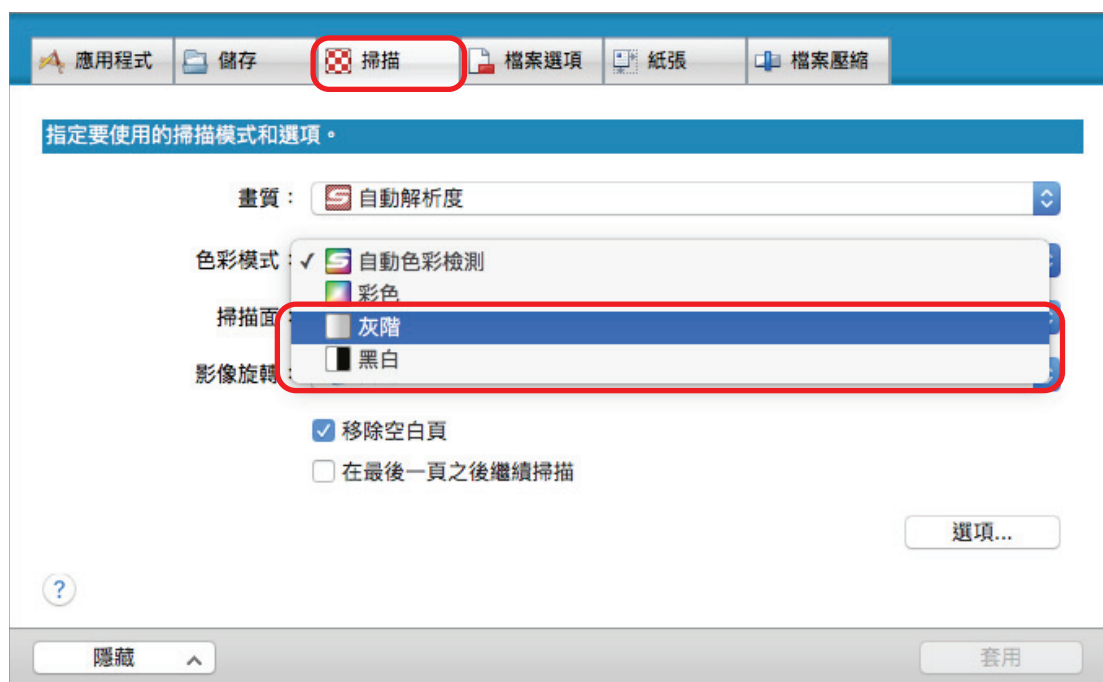 應用程式 儲存 掃描 檔案選項 紙張 檔案壓縮
指定要使用的掃描模式和選項。
畫質： 自動解析度
色彩模式： ✓ 自動色彩檢測
彩色
掃描面： 灰階
黑白
影像旋轉：
移除空白頁
在最後一頁之後繼續掃描
選項...
?
隱藏 套用